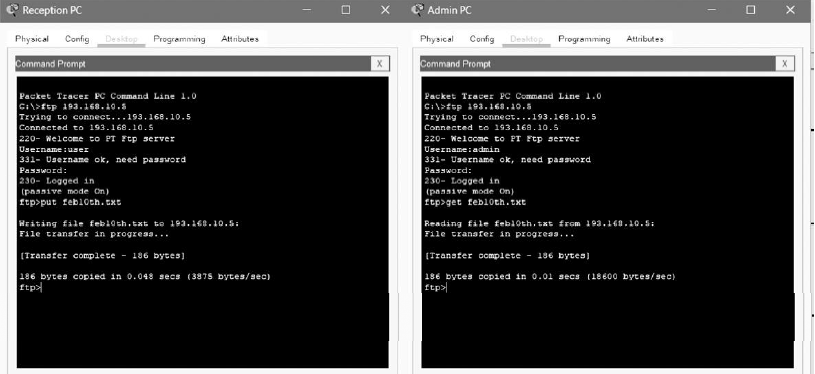 Reception PC
Physical Config Desktop Programming Attributes
Command Prompt X
Packet Tracer PC Command Line 1.0
C:\>ftp 193.168.10.5
Trying to connect...193.168.10.5
Connected to 193.168.10.5
220- Welcome to PT Ftp server
Username:user
331- Username ok, need password
Password:
230- Logged in
(passive mode On)
ftp>put feb10th.txt
Writing file feb10th.txt to 193.168.10.5:
File transfer in progress...
[Transfer complete - 186 bytes]
186 bytes copied in 0.048 secs (3875 bytes/sec)
ftp>
Admin PC
Physical Config Desktop Programming Attributes
Command Prompt X
Packet Tracer PC Command Line 1.0
C:\>ftp 193.168.10.5
Trying to connect...193.168.10.5
Connected to 193.168.10.5
220- Welcome to PT Ftp server
Username:admin
331- Username ok, need password
Password:
230- Logged in
(passive mode On)
ftp>get feb10th.txt
Reading file feb10th.txt from 193.168.10.5:
File transfer in progress...
[Transfer complete - 186 bytes]
186 bytes copied in 0.01 secs (18600 bytes/sec)
ftp>